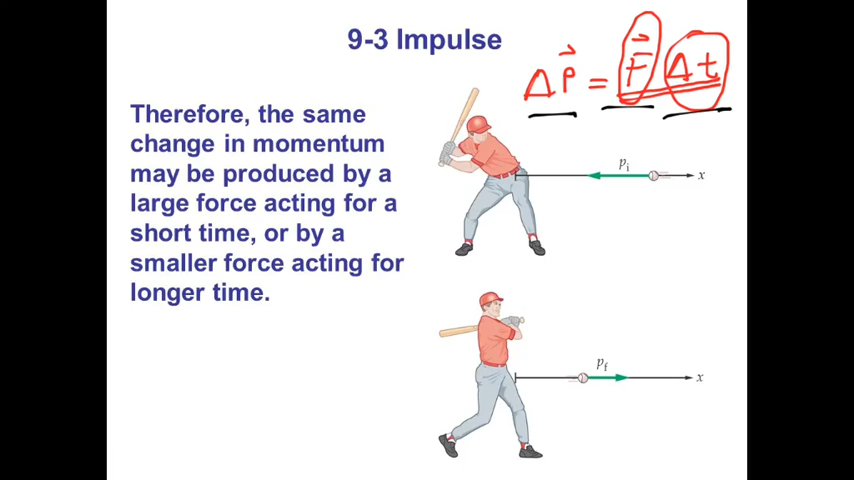 9-3 Impulse
ΔP⃗ = F⃗ Δt
Therefore, the same
change in momentum
may be produced by a
large force acting for a
short time, or by a
smaller force acting for
longer time.
pi
x
pf
x